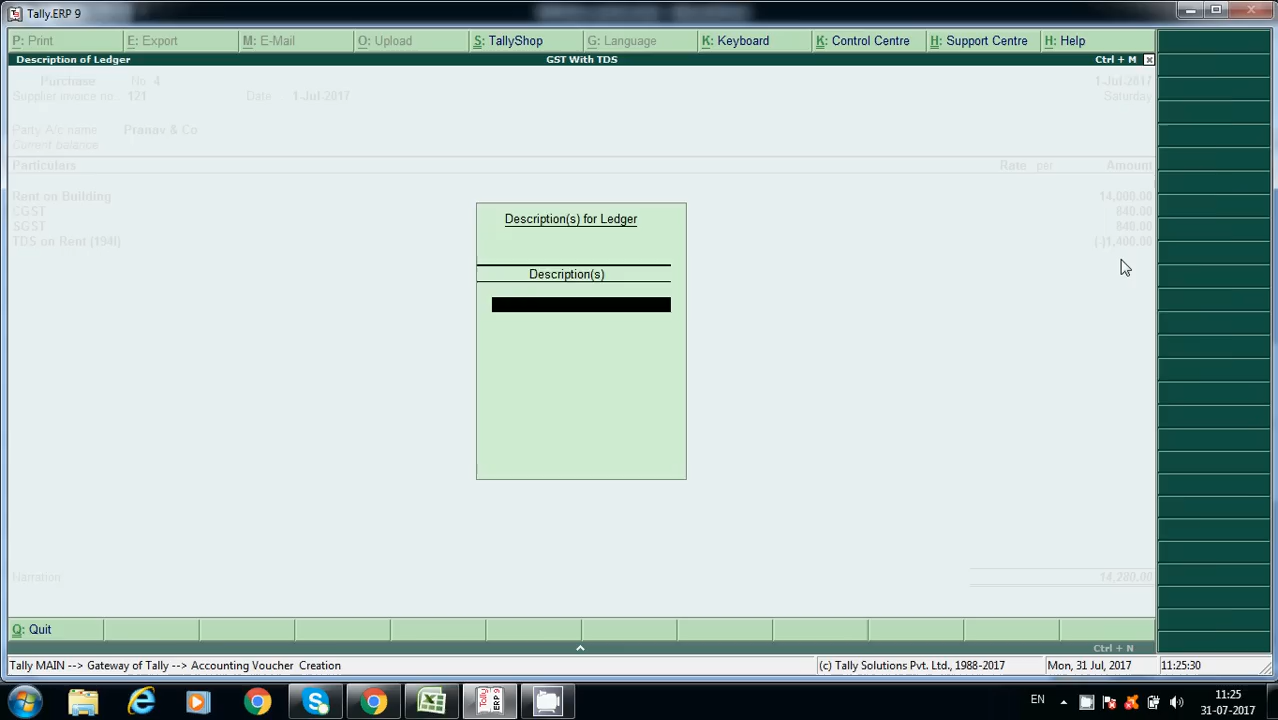 Tally.ERP 9
P: Print E: Export M: E-Mail O: Upload S: TallyShop G: Language K: Keyboard K: Control Centre H: Support Centre H: Help
Description of Ledger GST With TDS Ctrl + M
Purchase No. 4 1-Jul-2017
Supplier invoice no.: 121 Date : 1-Jul-2017 Saturday
Party A/c name : Pranav & Co
Current balance :
Particulars Rate per Amount
Rent on Building 14,000.00
CGST 840.00
SGST 840.00
TDS on Rent (194I) (-)1,400.00
Description(s) for Ledger
Description(s)
Narration: 14,280.00
Q: Quit
Ctrl + N
Tally MAIN --> Gateway of Tally --> Accounting Voucher Creation (c) Tally Solutions Pvt. Ltd., 1988-2017 Mon, 31 Jul, 2017 11:25:30
Tally ERP 9
EN 11:25
31-07-2017